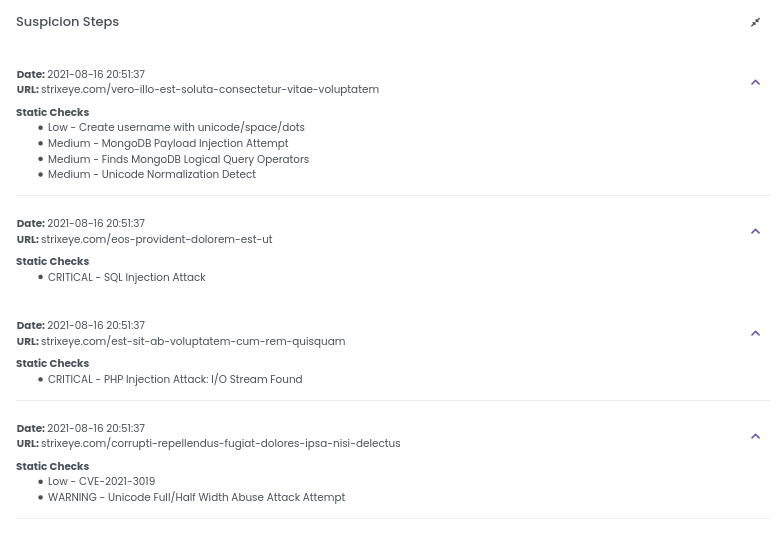 Suspicion Steps
Date: 2021-08-16 20:51:37
URL: strixeye.com/vero-illo-est-soluta-consectetur-vitae-voluptatem
Static Checks
Low - Create username with unicode/space/dots
Medium - MongoDB Payload Injection Attempt
Medium - Finds MongoDB Logical Query Operators
Medium - Unicode Normalization Detect
Date: 2021-08-16 20:51:37
URL: strixeye.com/eos-provident-dolorem-est-ut
Static Checks
CRITICAL - SQL Injection Attack
Date: 2021-08-16 20:51:37
URL: strixeye.com/est-sit-ab-voluptatem-cum-rem-quisquam
Static Checks
CRITICAL - PHP Injection Attack: I/O Stream Found
Date: 2021-08-16 20:51:37
URL: strixeye.com/corrupti-repellendus-fugiat-dolores-ipsa-nisi-delectus
Static Checks
Low - CVE-2021-3019
WARNING - Unicode Full/Half Width Abuse Attack Attempt